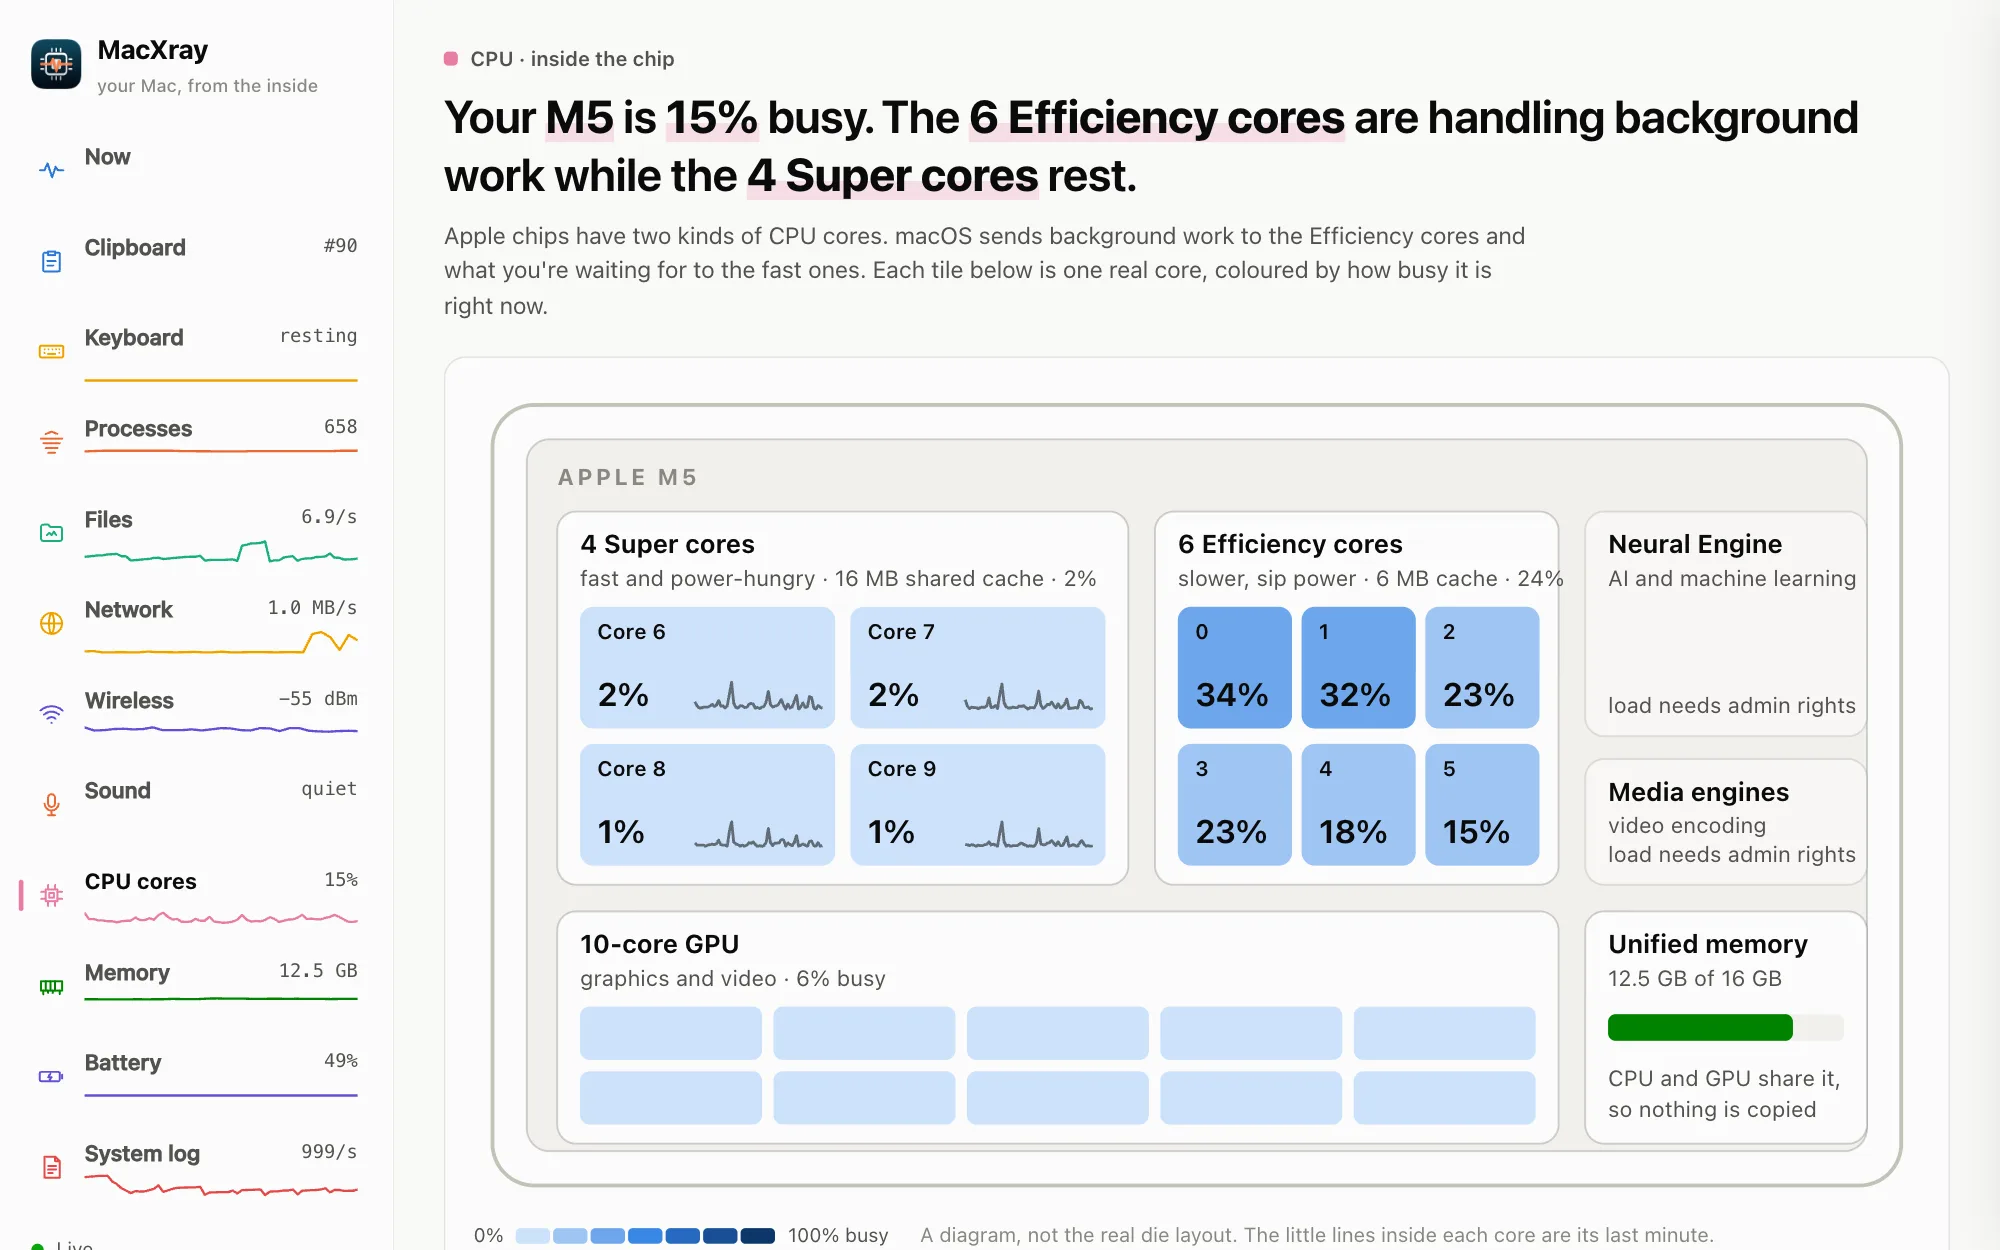 MacXray
your Mac, from the inside
Now
Clipboard #90
Keyboard resting
Processes 658
Files 6.9/s
Network 1.0 MB/s
Wireless −55 dBm
Sound quiet
CPU cores 15%
Memory 12.5 GB
Battery 49%
System log 999/s
Live
CPU · inside the chip
Your M5 is 15% busy. The 6 Efficiency cores are handling background
work while the 4 Super cores rest.
Apple chips have two kinds of CPU cores. macOS sends background work to the Efficiency cores and
what you're waiting for to the fast ones. Each tile below is one real core, coloured by how busy it is
right now.
APPLE M5
4 Super cores
fast and power-hungry · 16 MB shared cache · 2%
Core 6
2%
Core 7
2%
Core 8
1%
Core 9
1%
6 Efficiency cores
slower, sip power · 6 MB cache · 24%
0
34%
1
32%
2
23%
3
23%
4
18%
5
15%
Neural Engine
AI and machine learning
load needs admin rights
Media engines
video encoding
load needs admin rights
10-core GPU
graphics and video · 6% busy
Unified memory
12.5 GB of 16 GB
CPU and GPU share it,
so nothing is copied
0% 100% busy
A diagram, not the real die layout. The little lines inside each core are its last minute.